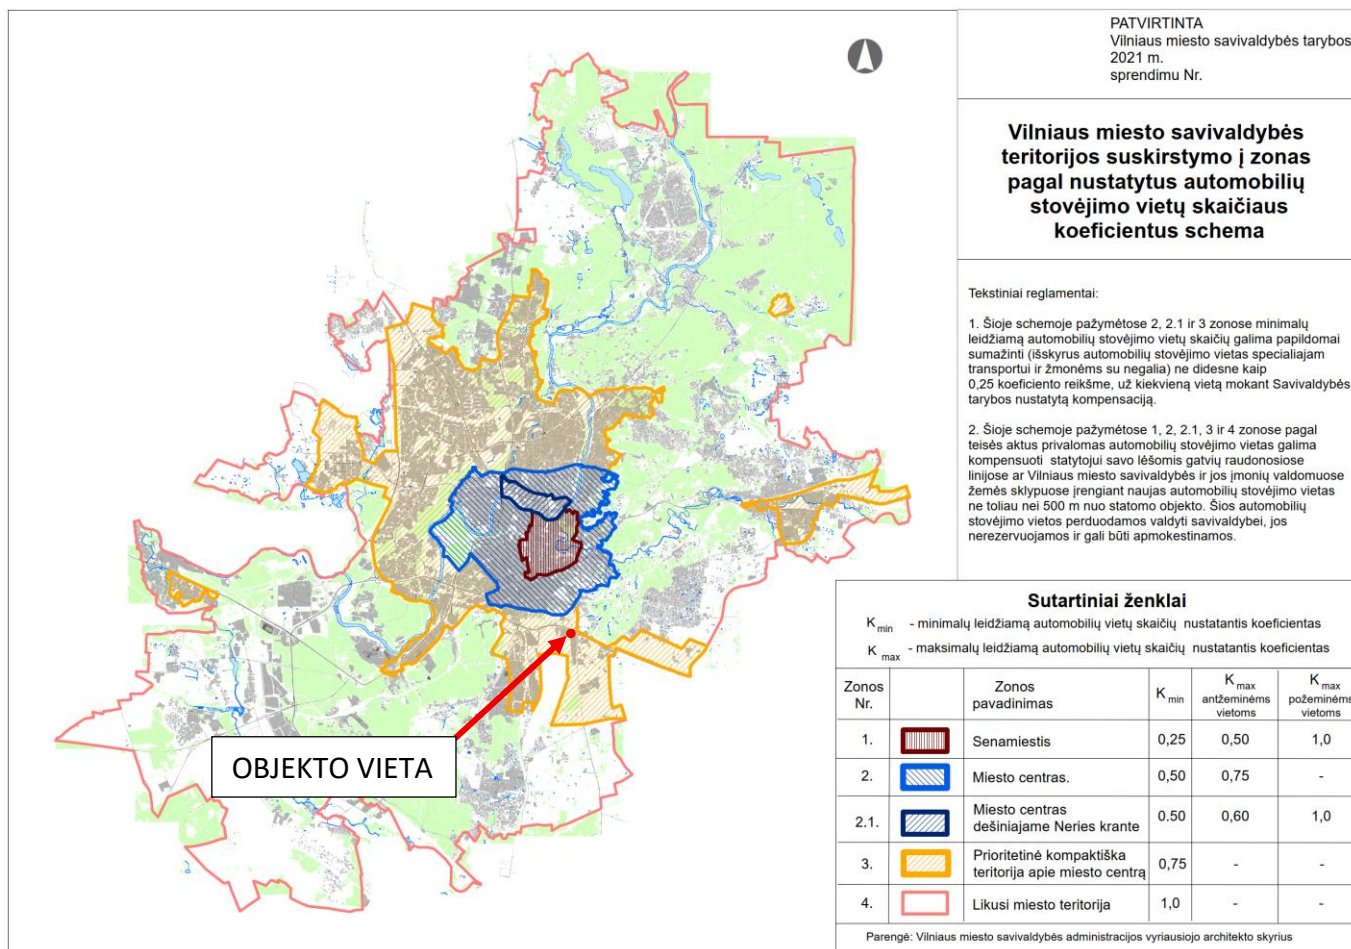 PATVIRTINTA
Vilniaus miesto savivaldybės tarybos
2021 m.
sprendimu Nr.
Vilniaus miesto savivaldybės
teritorijos suskirstymo į zonas
pagal nustatytus automobilių
stovėjimo vietų skaičiaus
koeficientus schema
Tekstiniai reglamentai:
1. Šioje schemoje pažymėtose 2, 2.1 ir 3 zonose minimalų
leidžiamą automobilių stovėjimo vietų skaičių galima papildomai
sumažinti (išskyrus automobilių stovėjimo vietas specialiajam
transportui ir žmonėms su negalia) ne didesne kaip
0,25 koeficiento reikšme, už kiekvieną vietą mokant Savivaldybės
tarybos nustatytą kompensaciją.
2. Šioje schemoje pažymėtose 1, 2, 2.1, 3 ir 4 zonose pagal
teisės aktus privalomas automobilių stovėjimo vietas galima
kompensuoti statytojui savo lėšomis gatvių raudonosiose
linijose ar Vilniaus miesto savivaldybės ir jos įmonių valdomuose
žemės sklypuose įrengiant naujas automobilių stovėjimo vietas
ne toliau nei 500 m nuo statomo objekto. Šios automobilių
stovėjimo vietos perduodamos valdyti savivaldybei, jos
nerezervuojamos ir gali būti apmokestinamos.
OBJEKTO VIETA
Sutartiniai ženklai
K min - minimalų leidžiamą automobilių vietų skaičių nustatantis koeficientas
K max - maksimalų leidžiamą automobilių vietų skaičių nustatantis koeficientas
Zonos Nr. Zonos pavadinimas K min K max antžeminėms vietoms K max požeminėms vietoms
1. Senamiestis 0,25 0,50 1,0
2. Miesto centras. 0,50 0,75 -
2.1. Miesto centras dešiniajame Neries krante 0.50 0,60 1,0
3. Prioritetinė kompaktiška teritorija apie miesto centrą 0,75 - -
4. Likusi miesto teritorija 1,0 - -
Parengė: Vilniaus miesto savivaldybės administracijos vyriausiojo architekto skyrius